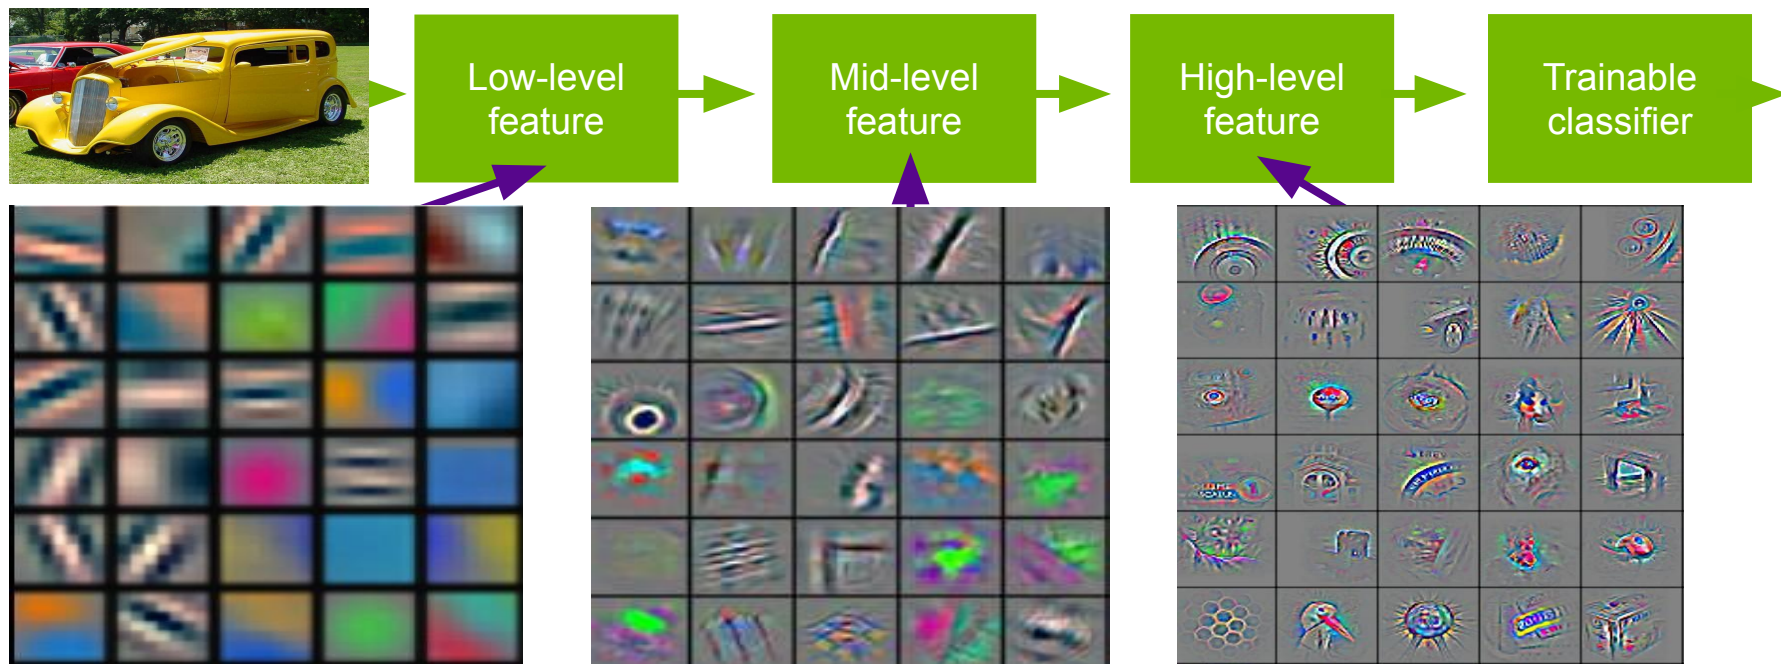 Low-level
feature
Mid-level
feature
High-level
feature
Trainable
classifier